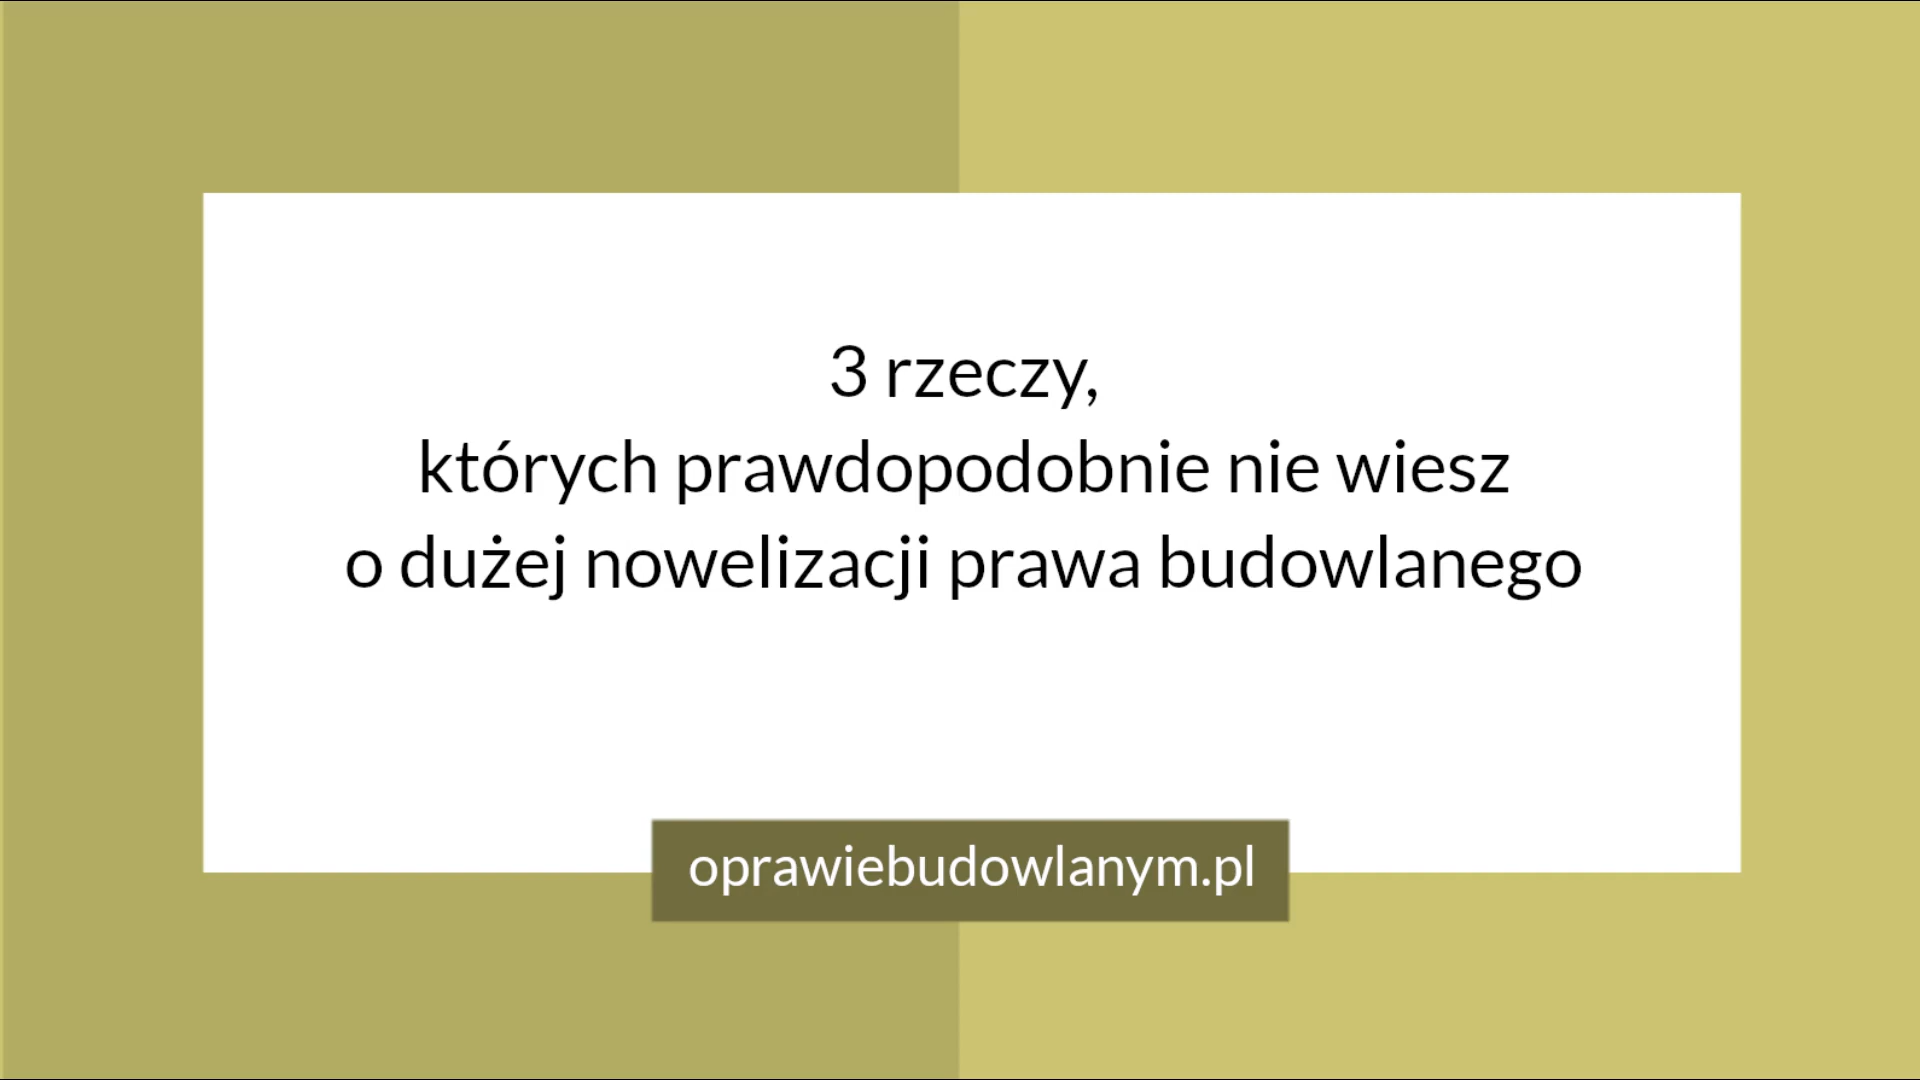 3 rzeczy,
których prawdopodobnie nie wiesz
o dużej nowelizacji prawa budowlanego
oprawiebudowlanym.pl